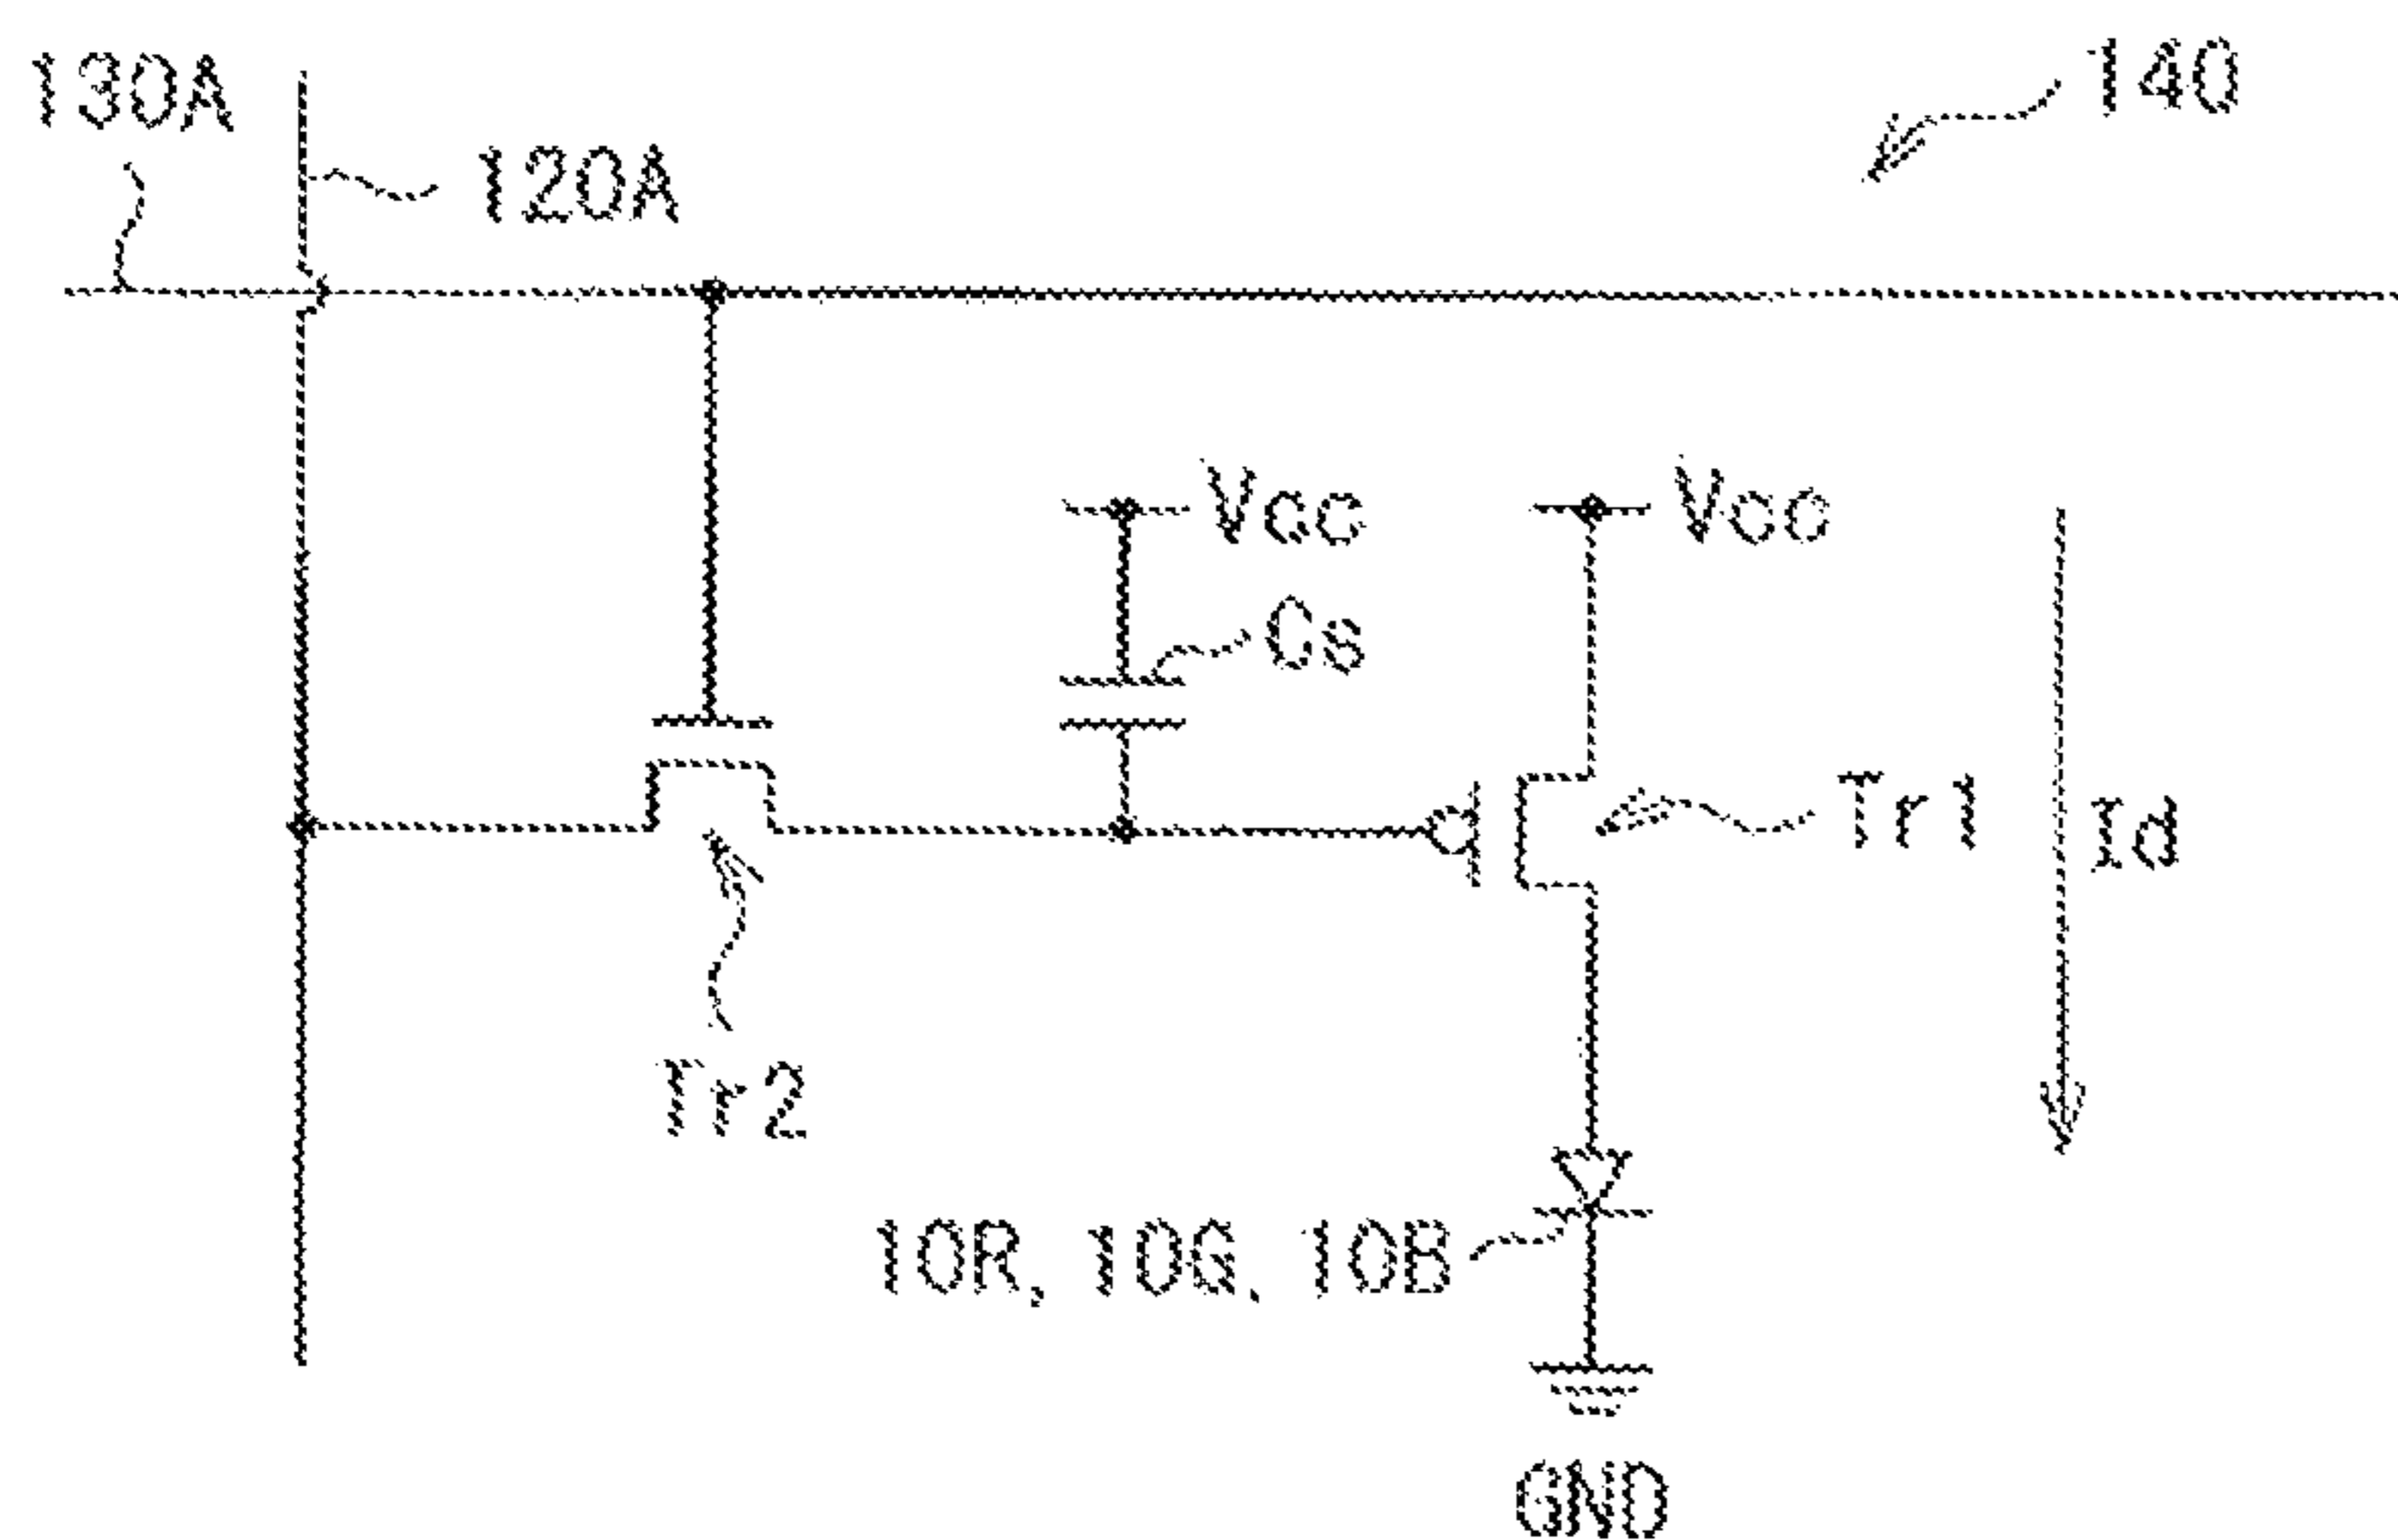 130A
140
120A
Vcc
Vcc
Cs
Tr1
Id
Tr2
10R, 10G, 10B
GND